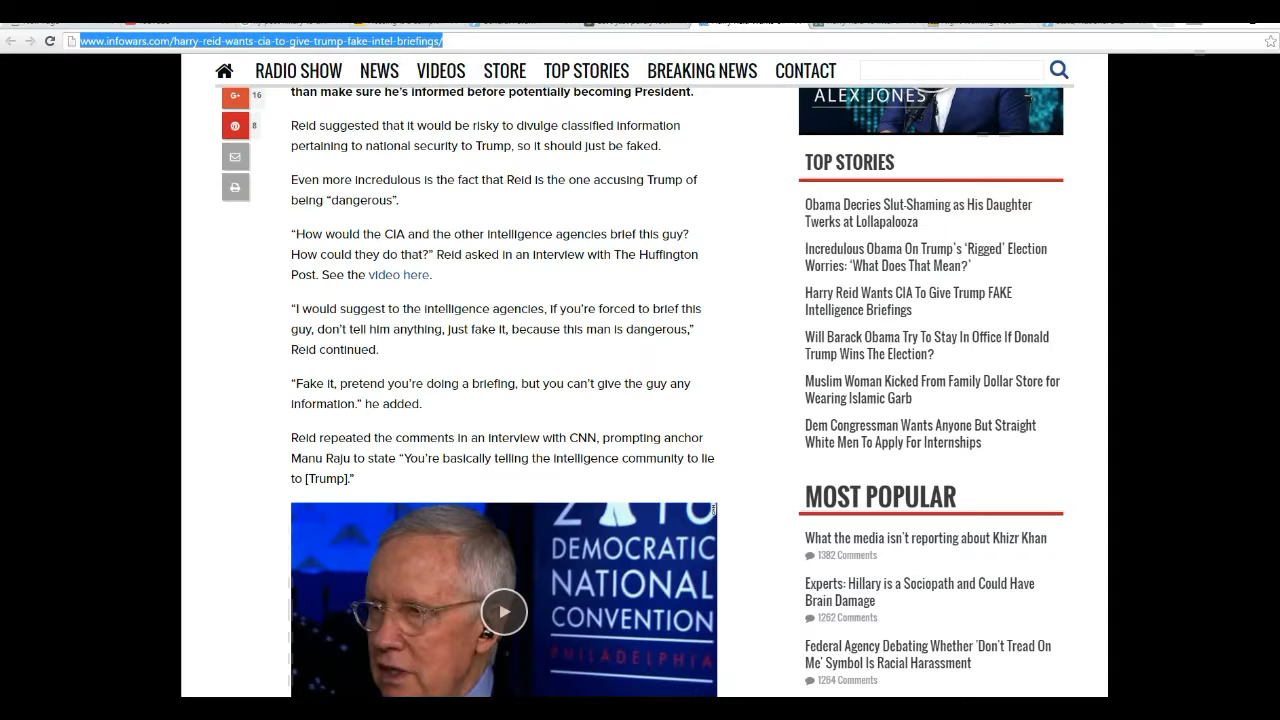 www.infowars.com/harry-reid-wants-cia-to-give-trump-fake-intel-briefings/
RADIO SHOW NEWS VIDEOS STORE TOP STORIES BREAKING NEWS CONTACT
G+ 16
8
than make sure he's informed before potentially becoming President.
Reid suggested that it would be risky to divulge classified information
pertaining to national security to Trump, so it should just be faked.
Even more incredulous is the fact that Reid is the one accusing Trump of
being “dangerous”.
“How would the CIA and the other intelligence agencies brief this guy?
How could they do that?” Reid asked in an interview with The Huffington
Post. See the video here.
“I would suggest to the intelligence agencies, if you’re forced to brief this
guy, don’t tell him anything, just fake it, because this man is dangerous,”
Reid continued.
“Fake it, pretend you’re doing a briefing, but you can’t give the guy any
information.” he added.
Reid repeated the comments in an interview with CNN, prompting anchor
Manu Raju to state “You’re basically telling the intelligence community to lie
to [Trump].”
DEMOCRATIC
NATIONAL
CONVENTION
PHILADELPHIA
ALEX JONES
TOP STORIES
Obama Decries Slut-Shaming as His Daughter
Twerks at Lollapalooza
Incredulous Obama On Trump’s ‘Rigged’ Election
Worries: ‘What Does That Mean?’
Harry Reid Wants CIA To Give Trump FAKE
Intelligence Briefings
Will Barack Obama Try To Stay In Office If Donald
Trump Wins The Election?
Muslim Woman Kicked From Family Dollar Store for
Wearing Islamic Garb
Dem Congressman Wants Anyone But Straight
White Men To Apply For Internships
MOST POPULAR
What the media isn’t reporting about Khizr Khan
1382 Comments
Experts: Hillary is a Sociopath and Could Have
Brain Damage
1262 Comments
Federal Agency Debating Whether 'Don't Tread On
Me' Symbol Is Racial Harassment
1264 Comments